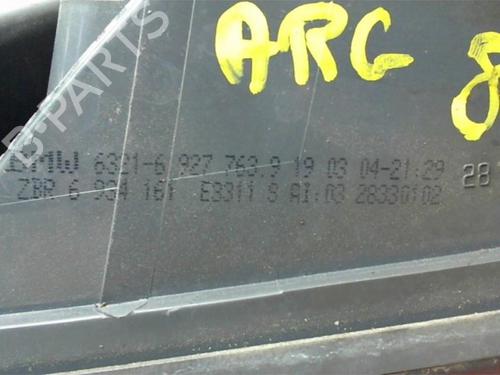 B-PARTS
ARG 8
BMW 6321-6 927 763.9 19 03 04-21:29
ZBR 6 934 161 E3311 S AI:03 28330102
28